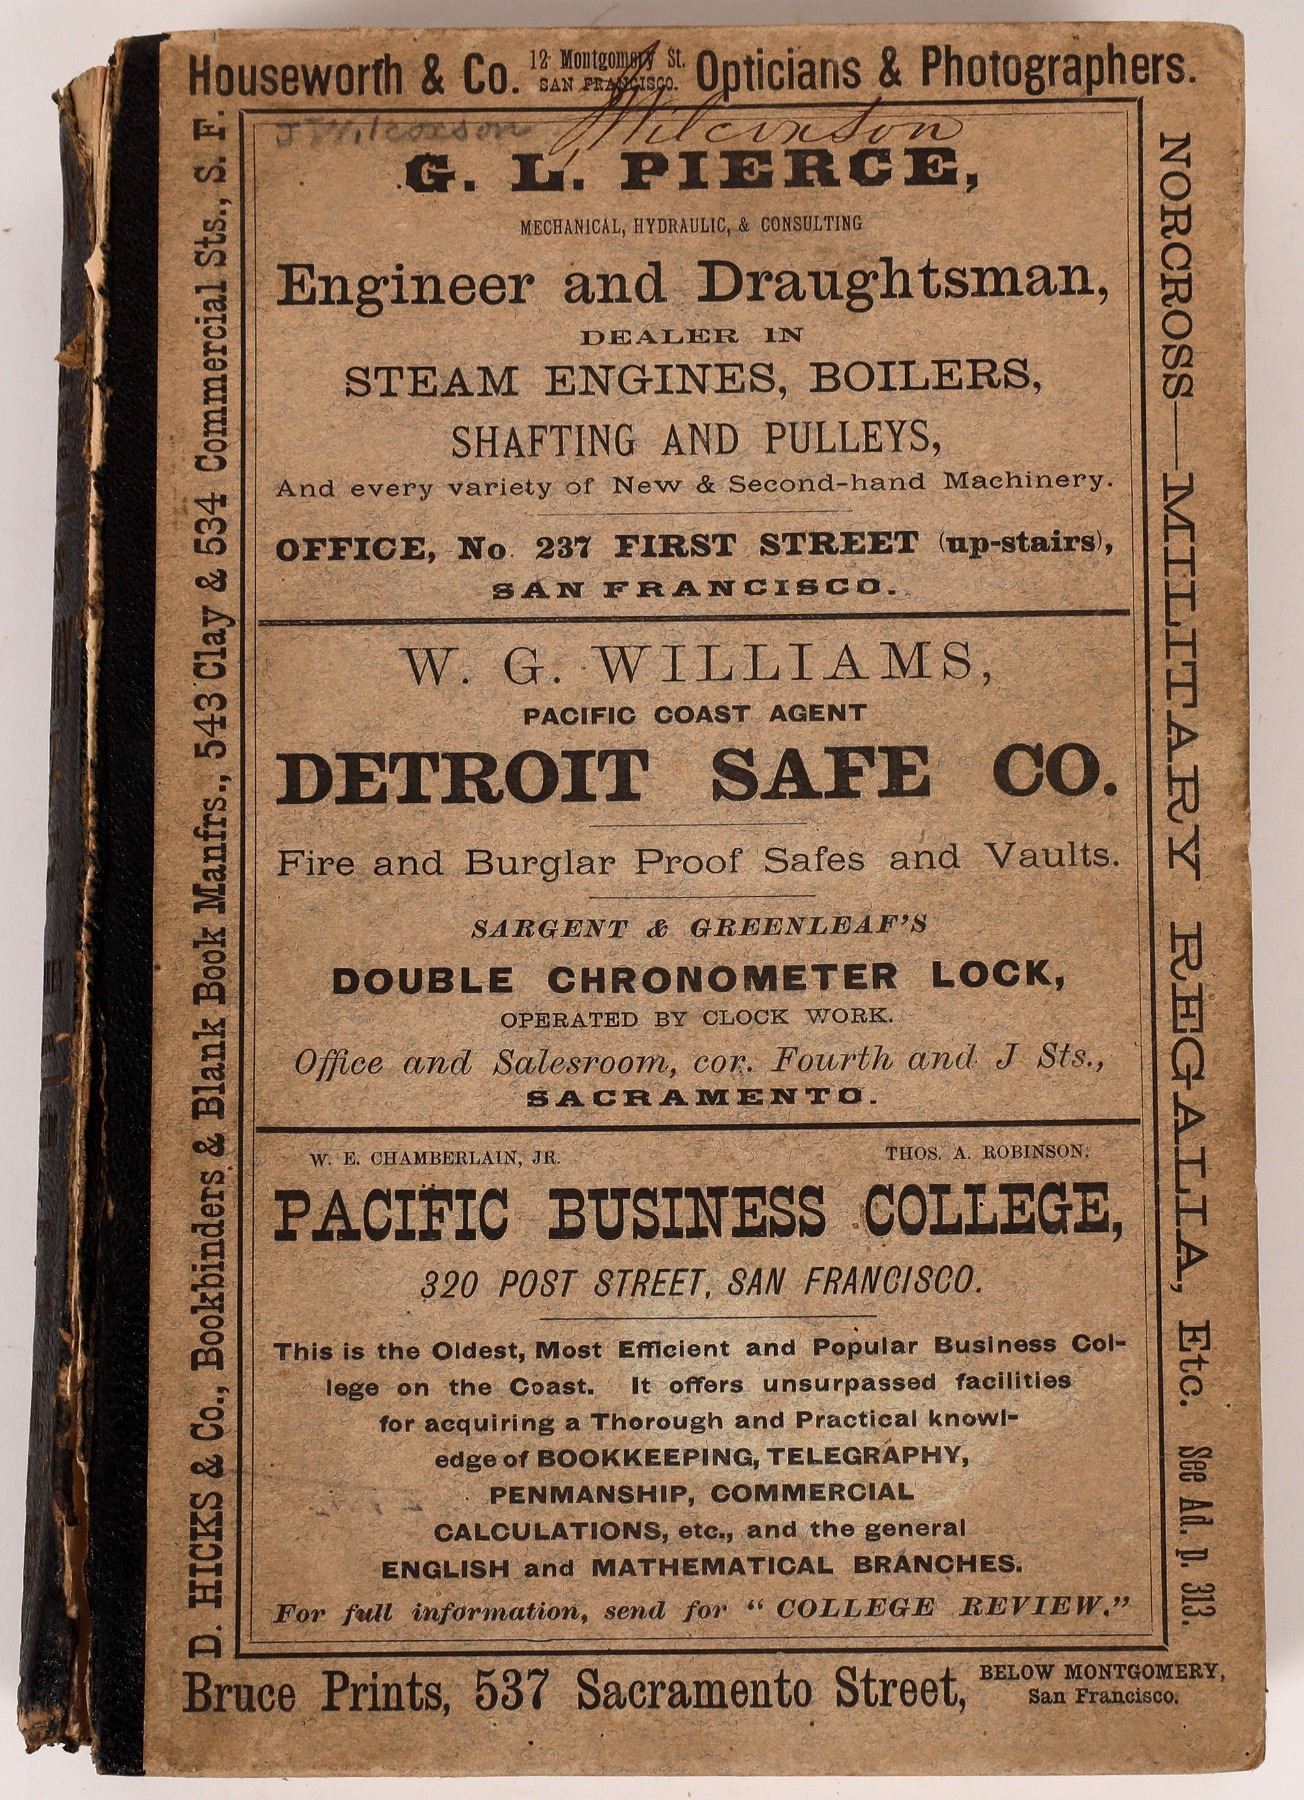 Houseworth & Co. 12 Montgomery St. SAN FRANCISCO. Opticians & Photographers.
J Wilcoxson
Wilcoxson
G. L. PIERCE,
MECHANICAL, HYDRAULIC, & CONSULTING
Engineer and Draughtsman,
DEALER IN
STEAM ENGINES, BOILERS,
SHAFTING AND PULLEYS,
And every variety of New & Second-hand Machinery.
OFFICE, No. 237 FIRST STREET (up-stairs),
SAN FRANCISCO.
W. G. WILLIAMS,
PACIFIC COAST AGENT
DETROIT SAFE CO.
Fire and Burglar Proof Safes and Vaults.
SARGENT & GREENLEAF'S
DOUBLE CHRONOMETER LOCK,
OPERATED BY CLOCK WORK.
Office and Salesroom, cor. Fourth and J Sts.,
SACRAMENTO.
W. E. CHAMBERLAIN, JR. THOS. A. ROBINSON.
PACIFIC BUSINESS COLLEGE,
320 POST STREET, SAN FRANCISCO.
This is the Oldest, Most Efficient and Popular Business Col-
lege on the Coast. It offers unsurpassed facilities
for acquiring a Thorough and Practical knowl-
edge of BOOKKEEPING, TELEGRAPHY,
PENMANSHIP, COMMERCIAL
CALCULATIONS, etc., and the general
ENGLISH and MATHEMATICAL BRANCHES.
For full information, send for "COLLEGE REVIEW."
D. HICKS & Co., Bookbinders & Blank Book Manfrs., 543 Clay & 534 Commercial Sts., S. F.
NORCROSS—MILITARY REGALIA, Etc. See Ad. p. 313.
Bruce Prints, 537 Sacramento Street, BELOW MONTGOMERY,
San Francisco.